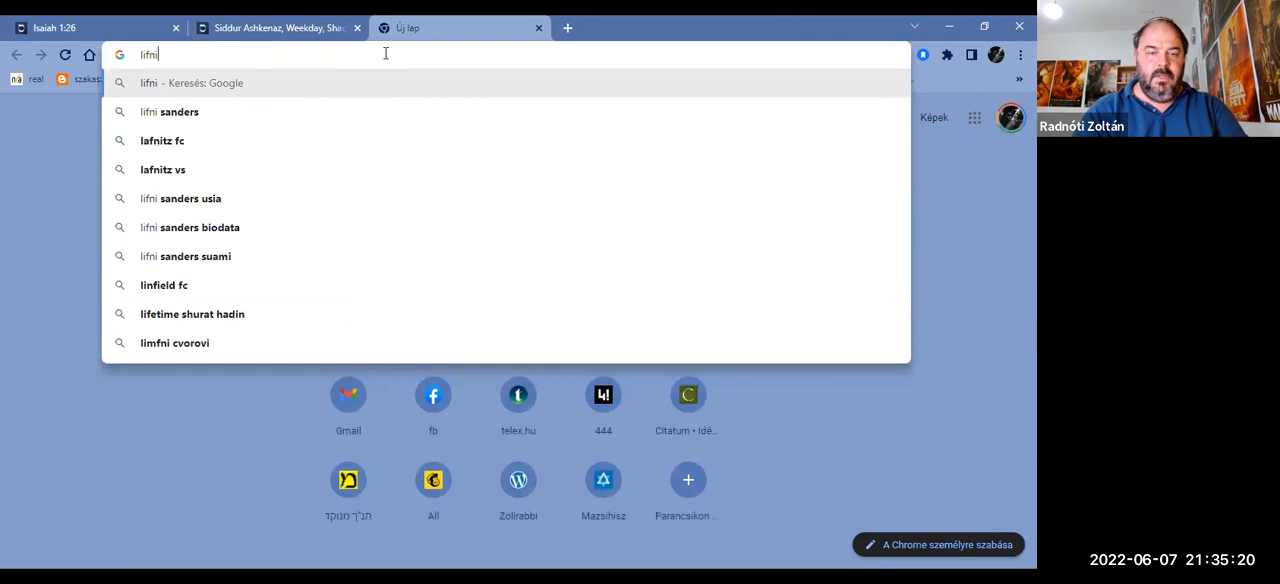 Isaiah 1:26
Siddur Ashkenaz, Weekday, Shac
Új lap
lifni
real
szakas
lifni - Keresés: Google
lifni sanders
lafnitz fc
lafnitz vs
lifni sanders usia
lifni sanders biodata
lifni sanders suami
linfield fc
lifetime shurat hadin
limfni cvorovi
Képek
Radnóti Zoltán
Gmail
fb
telex.hu
444
Citatum • Idé...
תנ"ך מנוקד
All
Zolirabbi
Mazsihisz
Parancsikon ...
A Chrome személyre szabása
2022-06-07 21:35:20